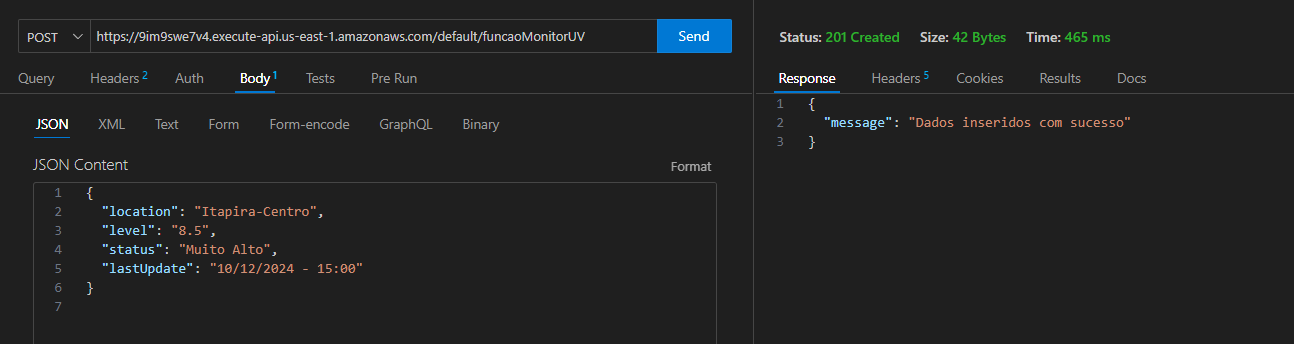 POST
https://9im9swe7v4.execute-api.us-east-1.amazonaws.com/default/funcaoMonitorUV
Send
Query Headers 2 Auth Body 1 Tests Pre Run
JSON XML Text Form Form-encode GraphQL Binary
JSON Content Format
1 {
2 "location": "Itapira-Centro",
3 "level": "8.5",
4 "status": "Muito Alto",
5 "lastUpdate": "10/12/2024 - 15:00"
6 }
7
Status: 201 Created Size: 42 Bytes Time: 465 ms
Response Headers 5 Cookies Results Docs
1 {
2 "message": "Dados inseridos com sucesso"
3 }